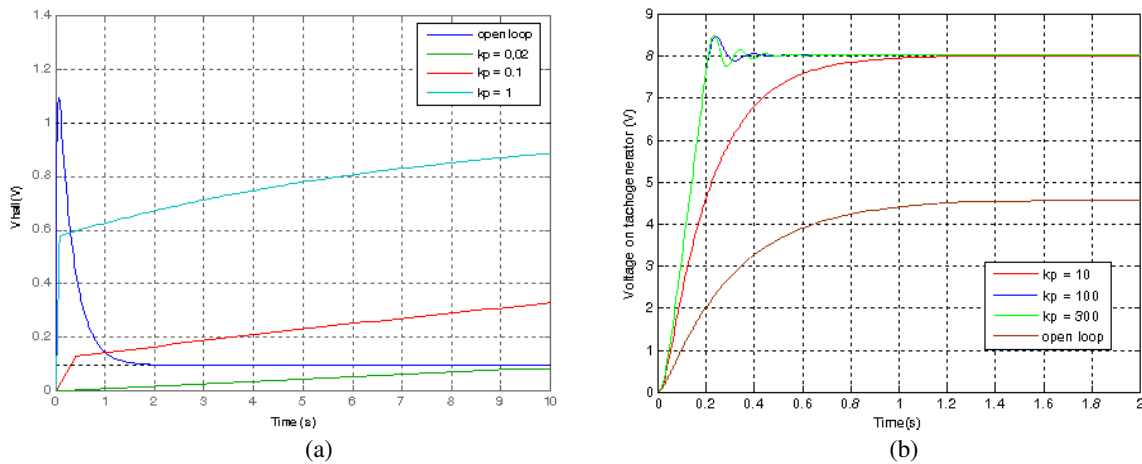 1.4
1.2
1
0.8
0.6
0.4
0.2
0
0 1 2 3 4 5 6 7 8 9 10
Vhall(V)
Time (s)
open loop
kp = 0,02
kp = 0.1
kp = 1
(a)
9
8
7
6
5
4
3
2
1
0
0 0.2 0.4 0.6 0.8 1 1.2 1.4 1.6 1.8 2
Voltage on tachogenerator (V)
Time(s)
kp = 10
kp = 100
kp = 300
open loop
(b)